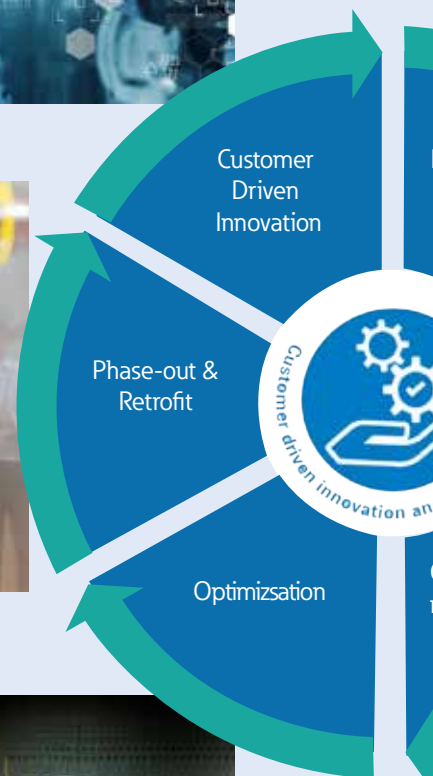 Customer
Driven
Innovation
Phase-out &
Retrofit
Customer driven innovation an
Optimizsation